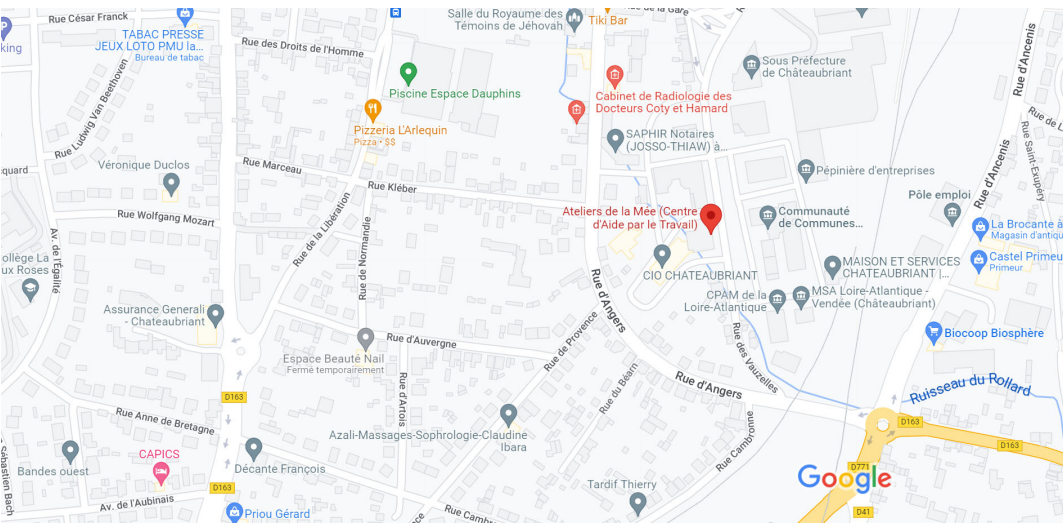 Rue César Franck
TABAC PRESSE
JEUX LOTO PMU la...
Bureau de tabac
king
Salle du Royaume des
Témoins de Jéhovah
Tiki Bar
de la Gare
Rue des Droits de l'Homme
Sous Préfecture
de Châteaubriant
Rue d'Ancenis
Piscine Espace Dauphins
Cabinet de Radiologie des
Docteurs Coty et Hamard
Rue Ludwig Van Beethoven
Pizzeria L'Arlequin
Pizza • $$
SAPHIR Notaires
(JOSSO-THIAW) à...
Rue de L
Rue Saint-Exupéry
Véronique Duclos
cquard
Rue Marceau
Rue Kléber
Pépinière d'entreprises
Pôle emploi
Rue d'Ancenis
Rue Wolfgang Mozart
Rue de la Libération
Rue de Normandie
Ateliers de la Mée (Centre
d'Aide par le Travail)
Communauté
de Communes...
La Brocante à
Magasin d'antiqu
Av. de l'Égalité
ollège La
ux Roses
CIO CHATEAUBRIANT
MAISON ET SERVICES
CHATEAUBRIANT |...
Castel Primeu
Primeur
Assurance Generali
- Chateaubriant
Rue d'Angers
CPAM de la
Loire-Atlantique
MSA Loire-Atlantique -
Vendée (Châteaubriant)
Rue d'Auvergne
Rue de Provence
Rue des Vauzelles
Biocoop Biosphère
Espace Beauté Nail
Fermé temporairement
Rue du Béarn
Rue d'Angers
Ruisseau du Rollard
D163
Rue d'Artois
Rue Anne de Bretagne
Azali-Massages-Sophrologie-Claudine
Ibara
Rue Cambronne
D163
D163
Sébastien Bach
Bandes ouest
CAPICS
Décante François
Tardif Thierry
Google
D771
D163
Av. de l'Aubinais
Priou Gérard
Rue Cambr
D41